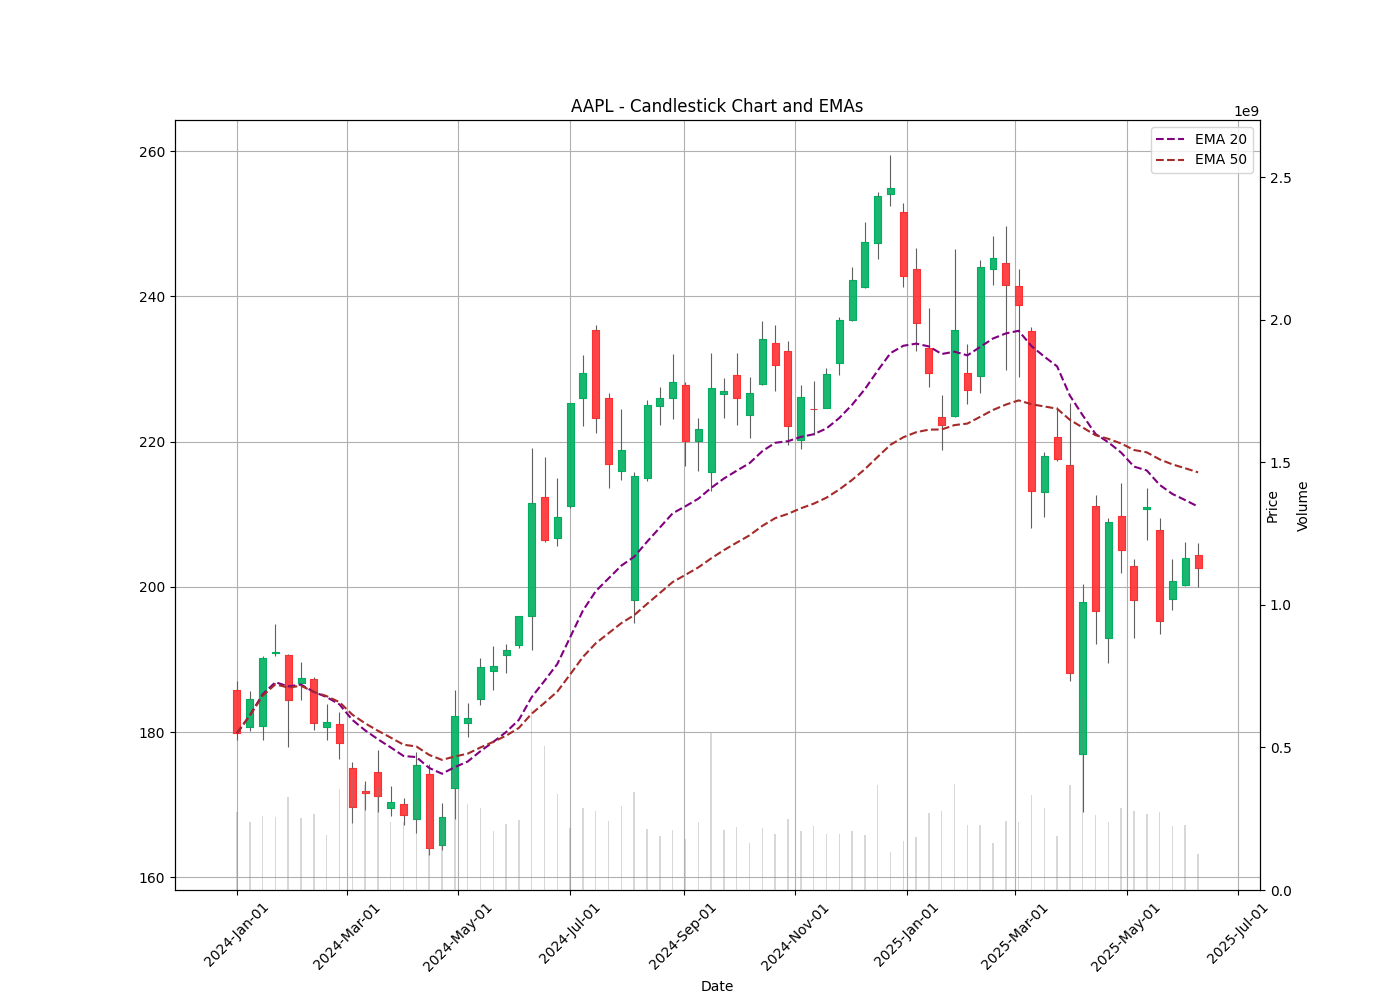 AAPL - Candlestick Chart and EMAs
1e9
EMA 20
EMA 50
260
240
220
200
180
160
2.5
2.0
1.5
1.0
0.5
0.0
Price
Volume
2024-Jan-01
2024-Mar-01
2024-May-01
2024-Jul-01
2024-Sep-01
2024-Nov-01
2025-Jan-01
2025-Mar-01
2025-May-01
2025-Jul-01
Date